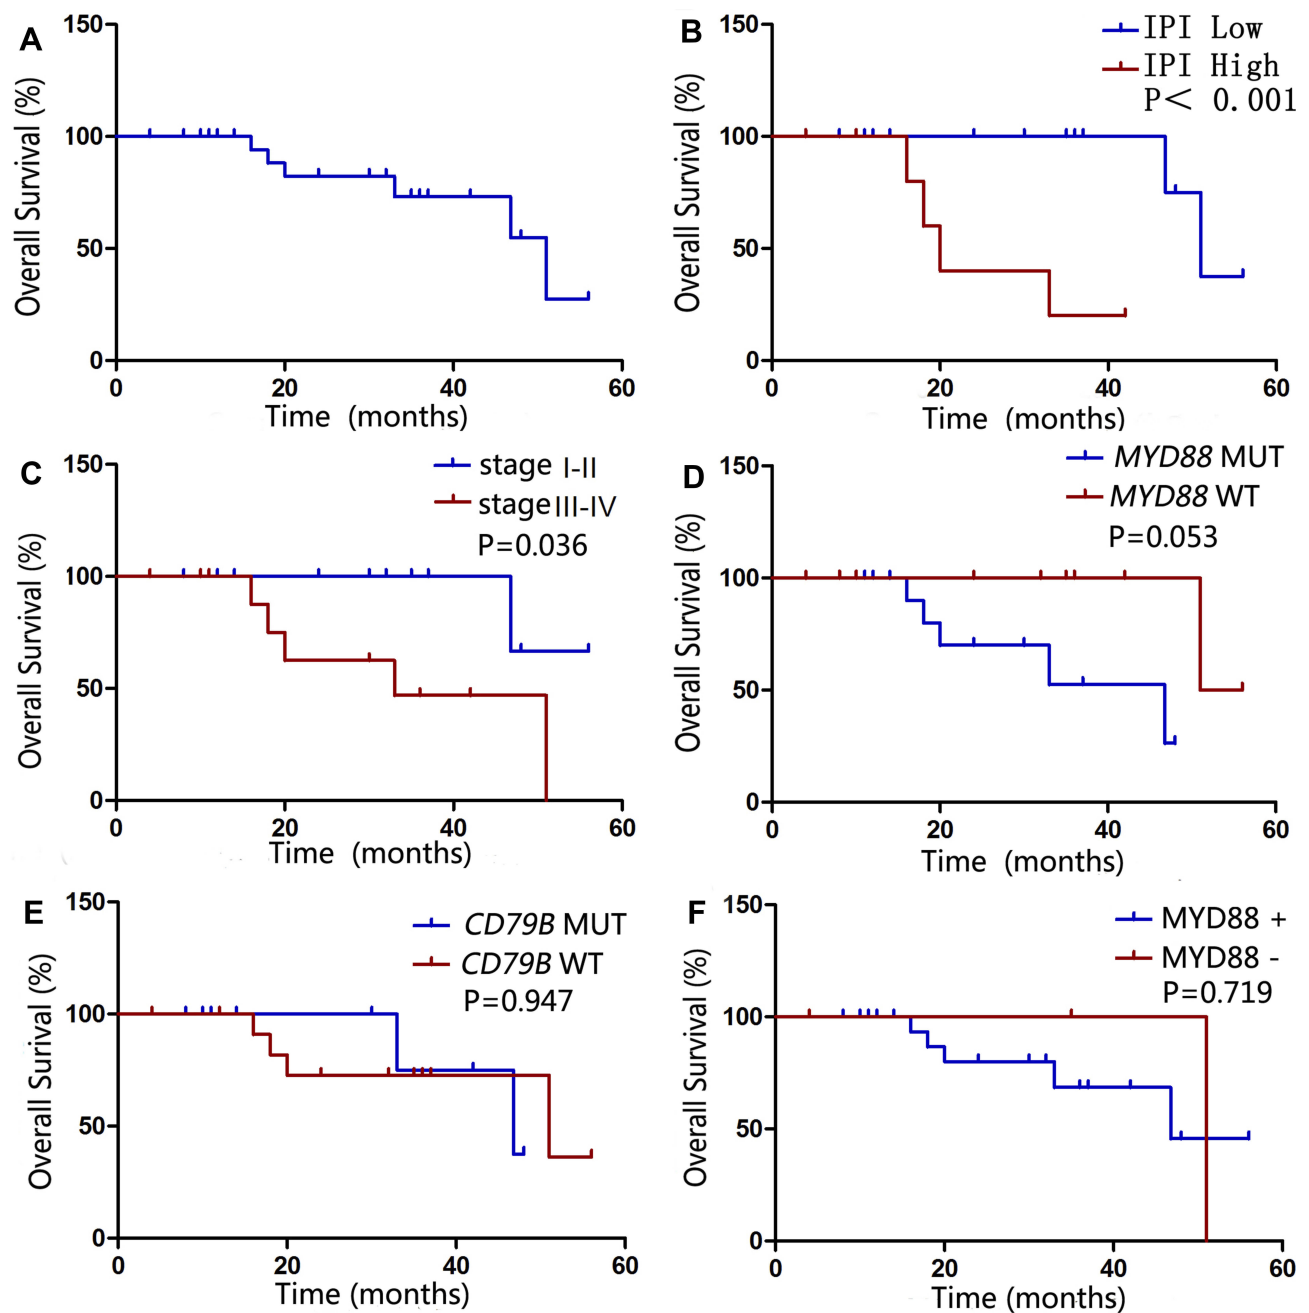 A
150
100
50
0
Overall Survival (%)
0 20 40 60
Time (months)
B
150
100
50
0
Overall Survival (%)
IPI Low
IPI High
P< 0.001
0 20 40 60
Time (months)
C
150
100
50
0
Overall Survival (%)
stage I-II
stage III-IV
P=0.036
0 20 40 60
Time (months)
D
150
100
50
0
Overall Survival (%)
MYD88 MUT
MYD88 WT
P=0.053
0 20 40 60
Time (months)
E
150
100
50
0
Overall Surival (%)
CD79B MUT
CD79B WT
P=0.947
0 20 40 60
Time (months)
F
150
100
50
0
Overall Survival (%)
MYD88 +
MYD88 -
P=0.719
0 20 40 60
Time (months)